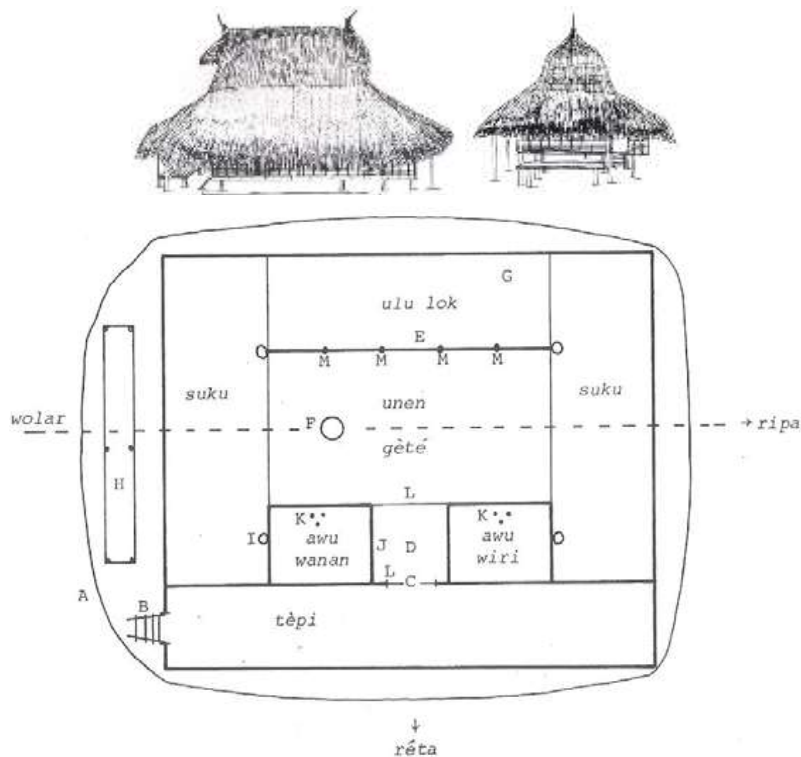 G
ulu lok
E
M M M M
suku
unen
suku
wolar
F
ripa
gèté
H
L
K
K
I
awu
J
D
awu
wanan
wiri
L
C
A
B
tèpi
réta